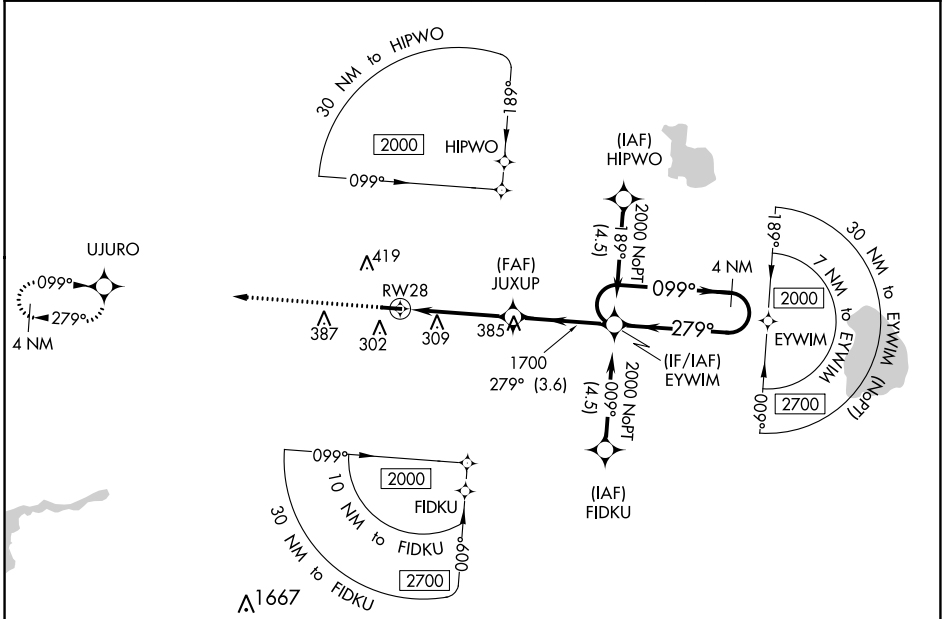 30 NM to HIPWO
2000
HIPWO
189°
099°
(IAF)
HIPWO
2000 NoPT
189°
(4.5)
UJURO
099°
279°
4 NM
419
RW28
387
302
309
(FAF)
JUXUP
385
1700
279° (3.6)
4 NM
099°
279°
(IF/IAF)
EYWIM
2000 NoPT
009°
(4.5)
(IAF)
FIDKU
189°
30 NM to EYWIM (NoPT)
7 NM to EYWIM
2000
EYWIM
2700
009°
099°
2000
FIDKU
10 NM to FIDKU
009°
2700
30 NM to FIDKU
1667